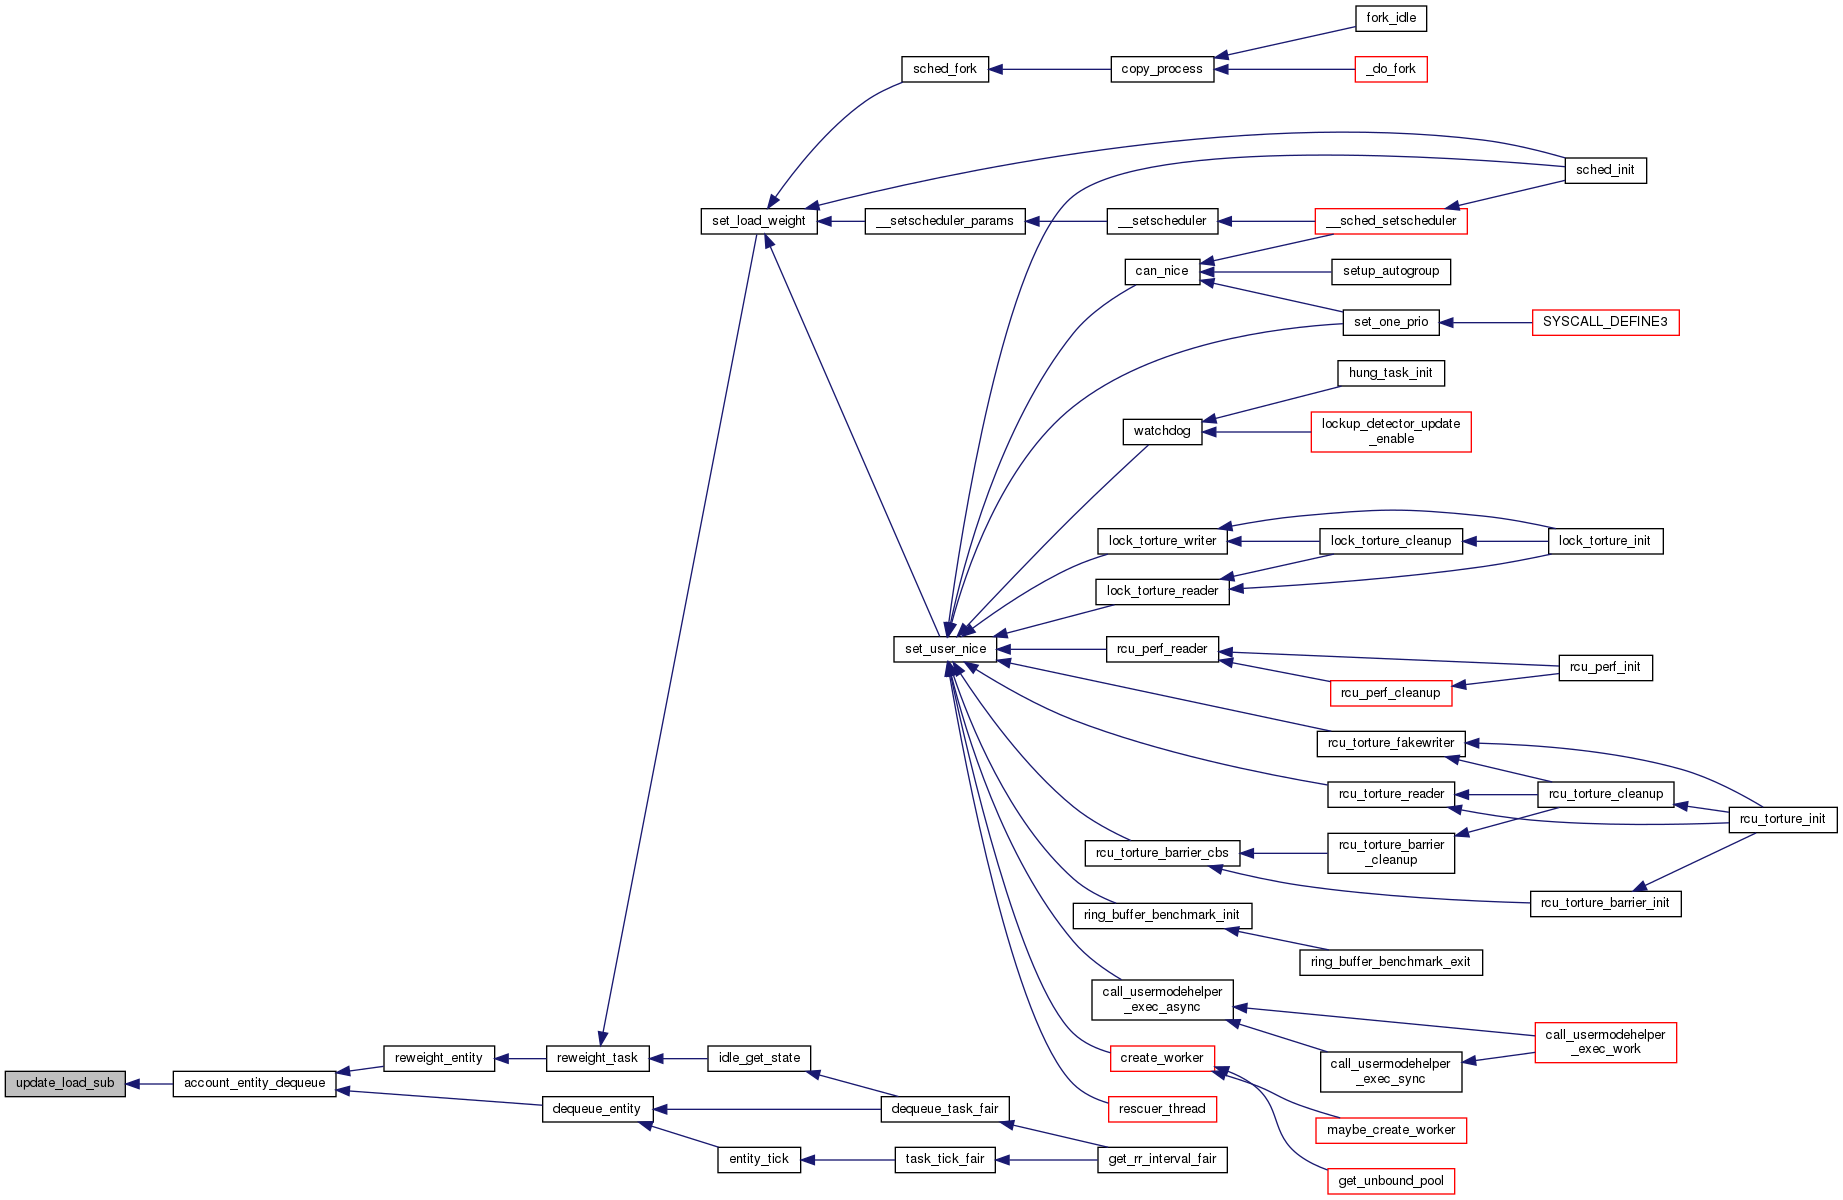 fork_idle
sched_fork
copy_process
_do_fork
sched_init
set_load_weight
__setscheduler_params
__setscheduler
__sched_setscheduler
can_nice
setup_autogroup
set_one_prio
SYSCALL_DEFINE3
hung_task_init
watchdog
lockup_detector_update
_enable
lock_torture_writer
lock_torture_cleanup
lock_torture_init
lock_torture_reader
set_user_nice
rcu_perf_reader
rcu_perf_init
rcu_perf_cleanup
rcu_torture_fakewriter
rcu_torture_reader
rcu_torture_cleanup
rcu_torture_init
rcu_torture_barrier_cbs
rcu_torture_barrier
_cleanup
rcu_torture_barrier_init
ring_buffer_benchmark_init
ring_buffer_benchmark_exit
call_usermodehelper
_exec_async
call_usermodehelper
_exec_work
call_usermodehelper
_exec_sync
reweight_entity
reweight_task
idle_get_state
create_worker
update_load_sub
account_entity_dequeue
dequeue_entity
dequeue_task_fair
rescuer_thread
maybe_create_worker
entity_tick
task_tick_fair
get_rr_interval_fair
get_unbound_pool